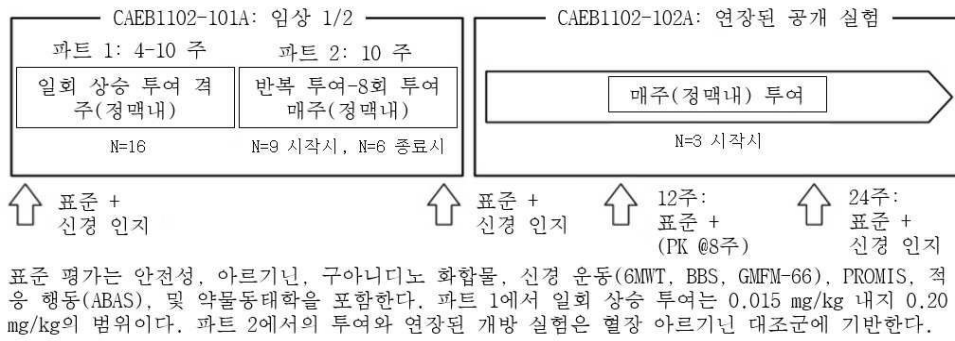 CAEB1102-101A: 임상 1/2
CAEB1102-102A: 연장된 공개 실험
파트 1: 4-10 주
파트 2: 10 주
일회 상승 투여 격
주(정맥내)
반복 투여-8회 투여
매주(정맥내)
매주(정맥내) 투여
N=16
N=9 시작시, N=6 종료시
N=3 시작시
표준 +
신경 인지
표준 +
신경 인지
12주:
표준 +
(PK @8주)
24주:
표준 +
신경 인지
표준 평가는 안전성, 아르기닌, 구아니디노 화합물, 신경 운동(6MWT, BBS, GMFM-66), PROMIS, 적
응 행동(ABAS), 및 약물동태학을 포함한다. 파트 1에서 일회 상승 투여는 0.015 mg/kg 내지 0.20
mg/kg의 범위이다. 파트 2에서의 투여와 연장된 개방 실험은 혈장 아르기닌 대조군에 기반한다.